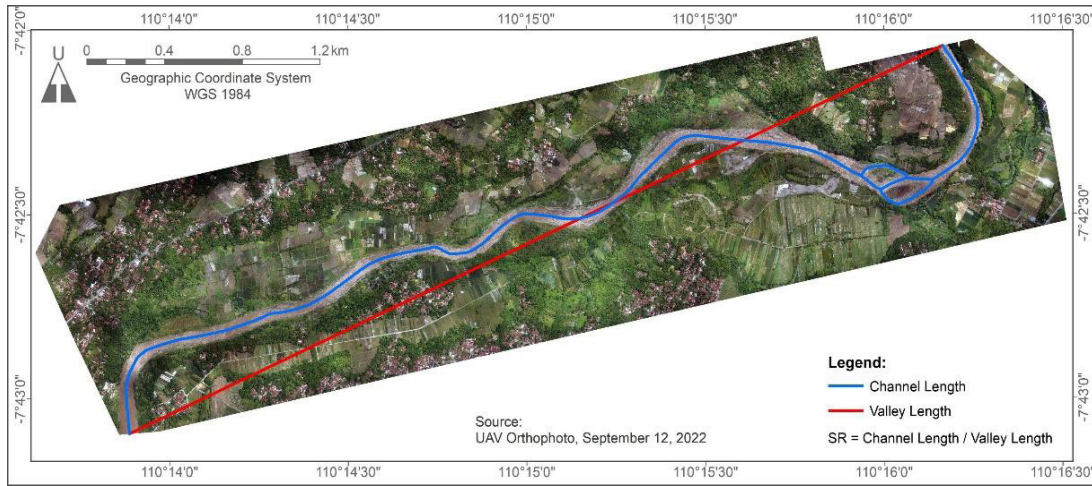 110°14'0" 110°14'30" 110°15'0" 110°15'30" 110°16'0" 110°16'30"
-7°42'0"
U
0 0.4 0.8 1.2 km
Geographic Coordinate System
WGS 1984
-7°42'30" -7°42'30"
-7°43'0" -7°43'0"
Legend:
Channel Length
Valley Length
SR = Channel Length / Valley Length
Source:
UAV Orthophoto, September 12, 2022
110°14'0" 110°14'30" 110°15'0" 110°15'30" 110°16'0" 110°16'30"